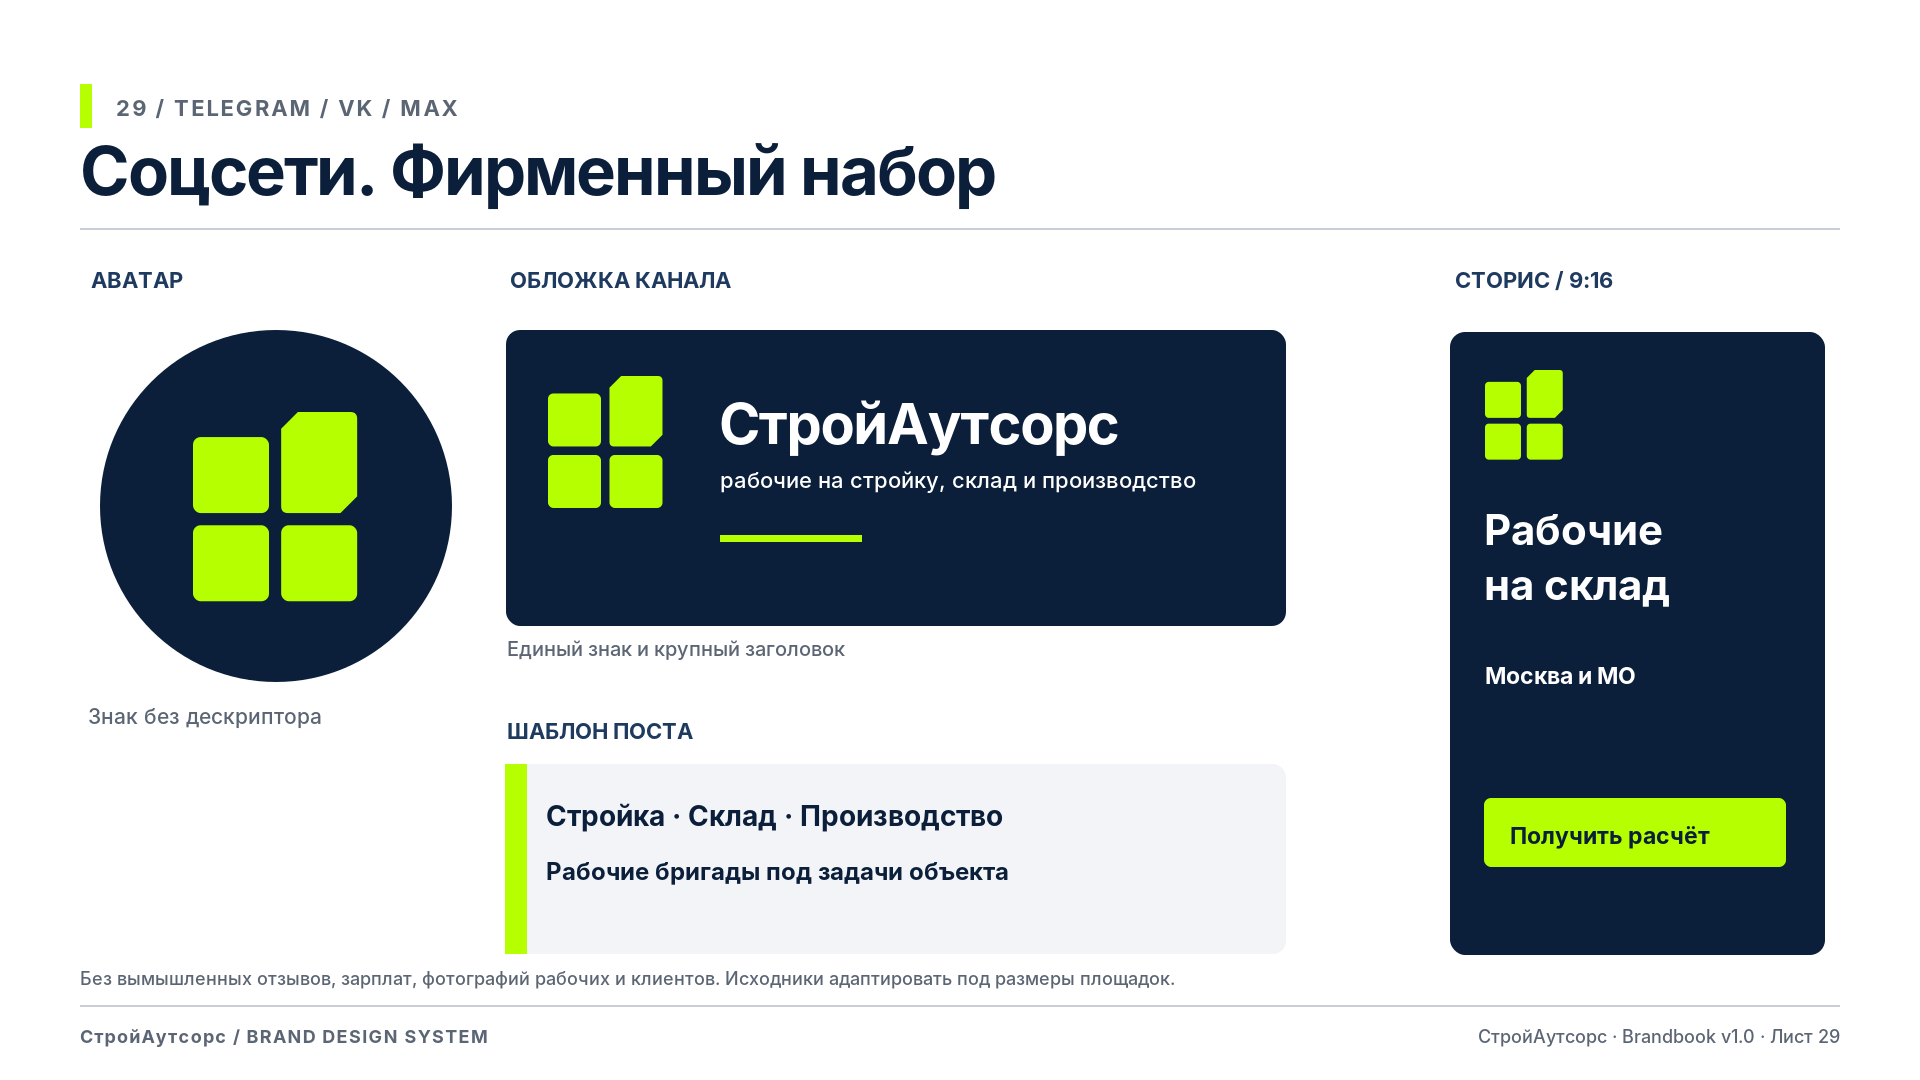 29 / TELEGRAM / VK / MAX
Соцсети. Фирменный набор
АВАТАР
Знак без дескриптора
ОБЛОЖКА КАНАЛА
СтройАутсорс
рабочие на стройку, склад и производство
Единый знак и крупный заголовок
ШАБЛОН ПОСТА
Стройка · Склад · Производство
Рабочие бригады под задачи объекта
СТОРИС / 9:16
Рабочие
на склад
Москва и МО
Получить расчёт
Без вымышленных отзывов, зарплат, фотографий рабочих и клиентов. Исходники адаптировать под размеры площадок.
СтройАутсорс / BRAND DESIGN SYSTEM
СтройАутсорс · Brandbook v1.0 · Лист 29